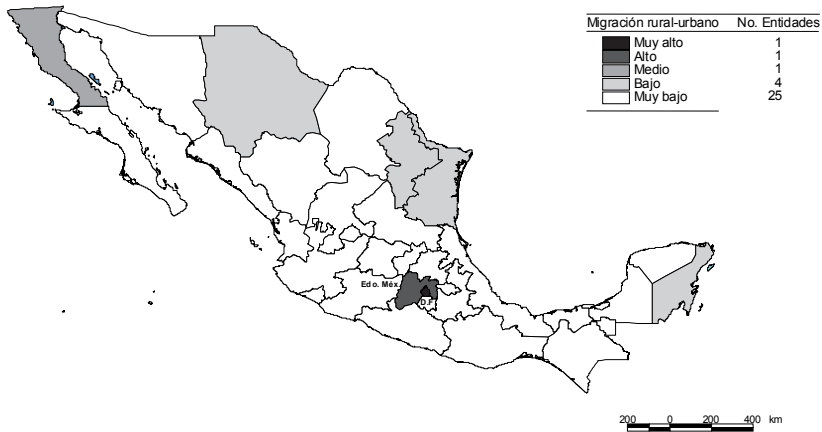 Migración rural-urbano No. Entidades
Muy alto 1
Alto 1
Medio 1
Bajo 4
Muy bajo 25
Edo. Méx.
D.F
200 0 200 400 km